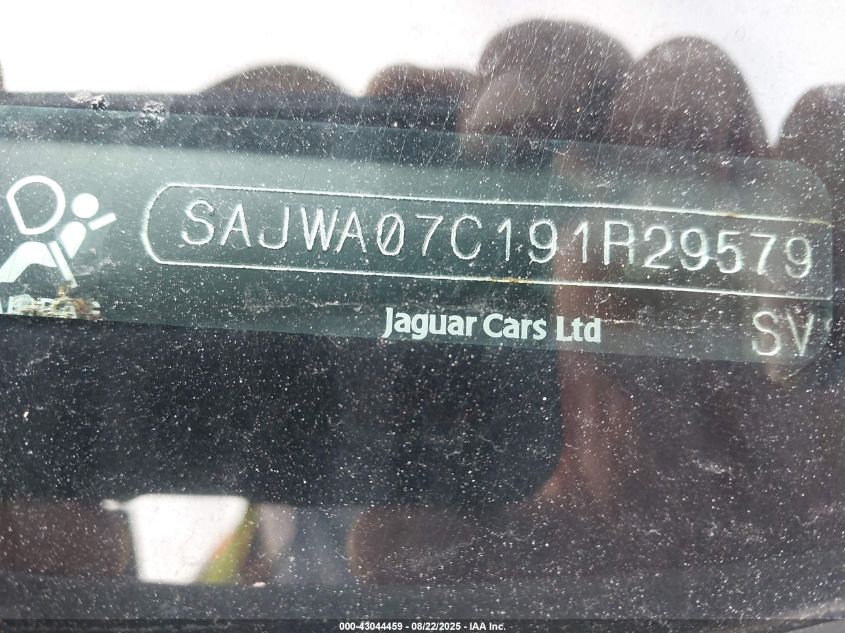 SAJWA07C191R29579
Jaguar Cars Ltd
SV
000-43044459 - 08/22/2025 - IAA Inc.